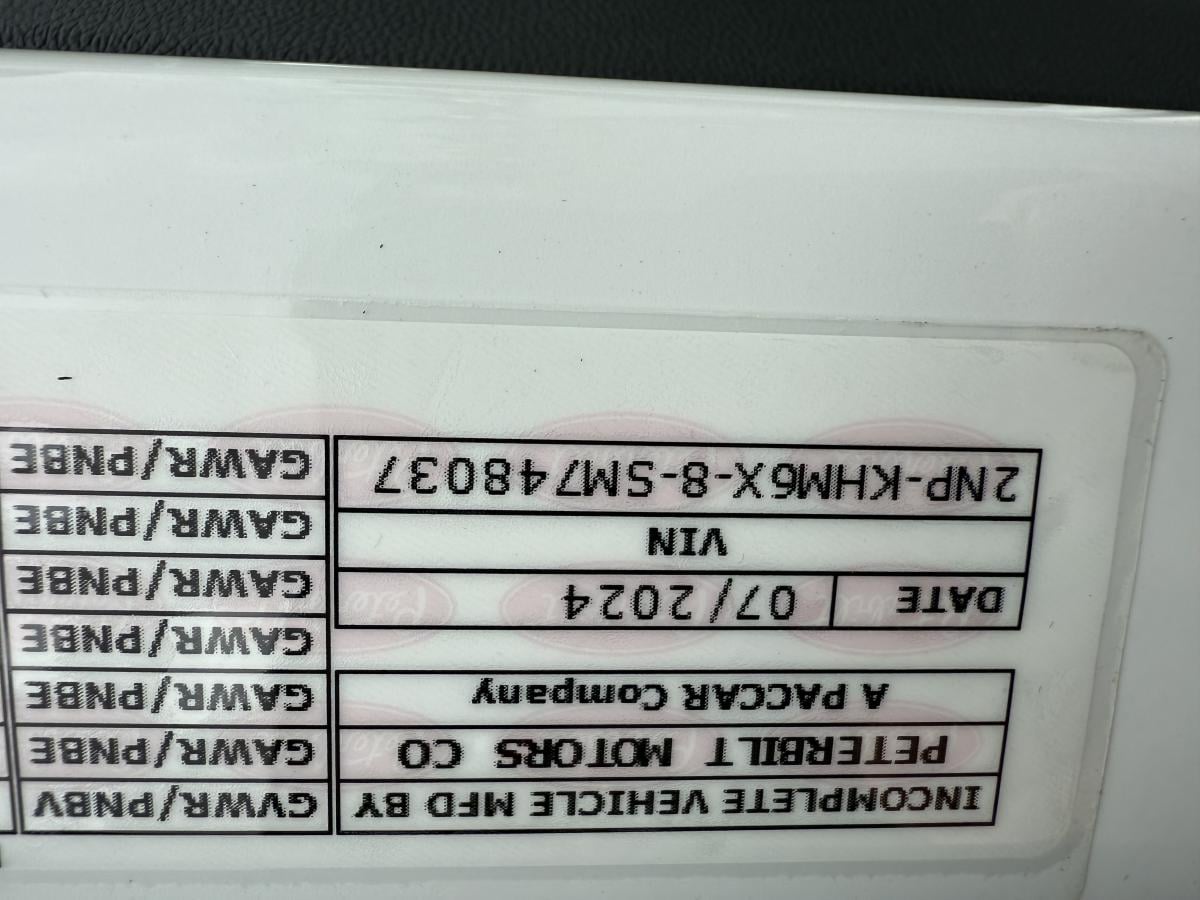 INCOMPLETE VEHICLE MFD BY
PETERBILT MOTORS CO
A PACCAR Company
DATE 07/2024
VIN
2NP-KHM6X-8-SM748037
GVWR/PNBV
GAWR/PNBE
GAWR/PNBE
GAWR/PNBE
GAWR/PNBE
GAWR/PNBE
GAWR/PNBE